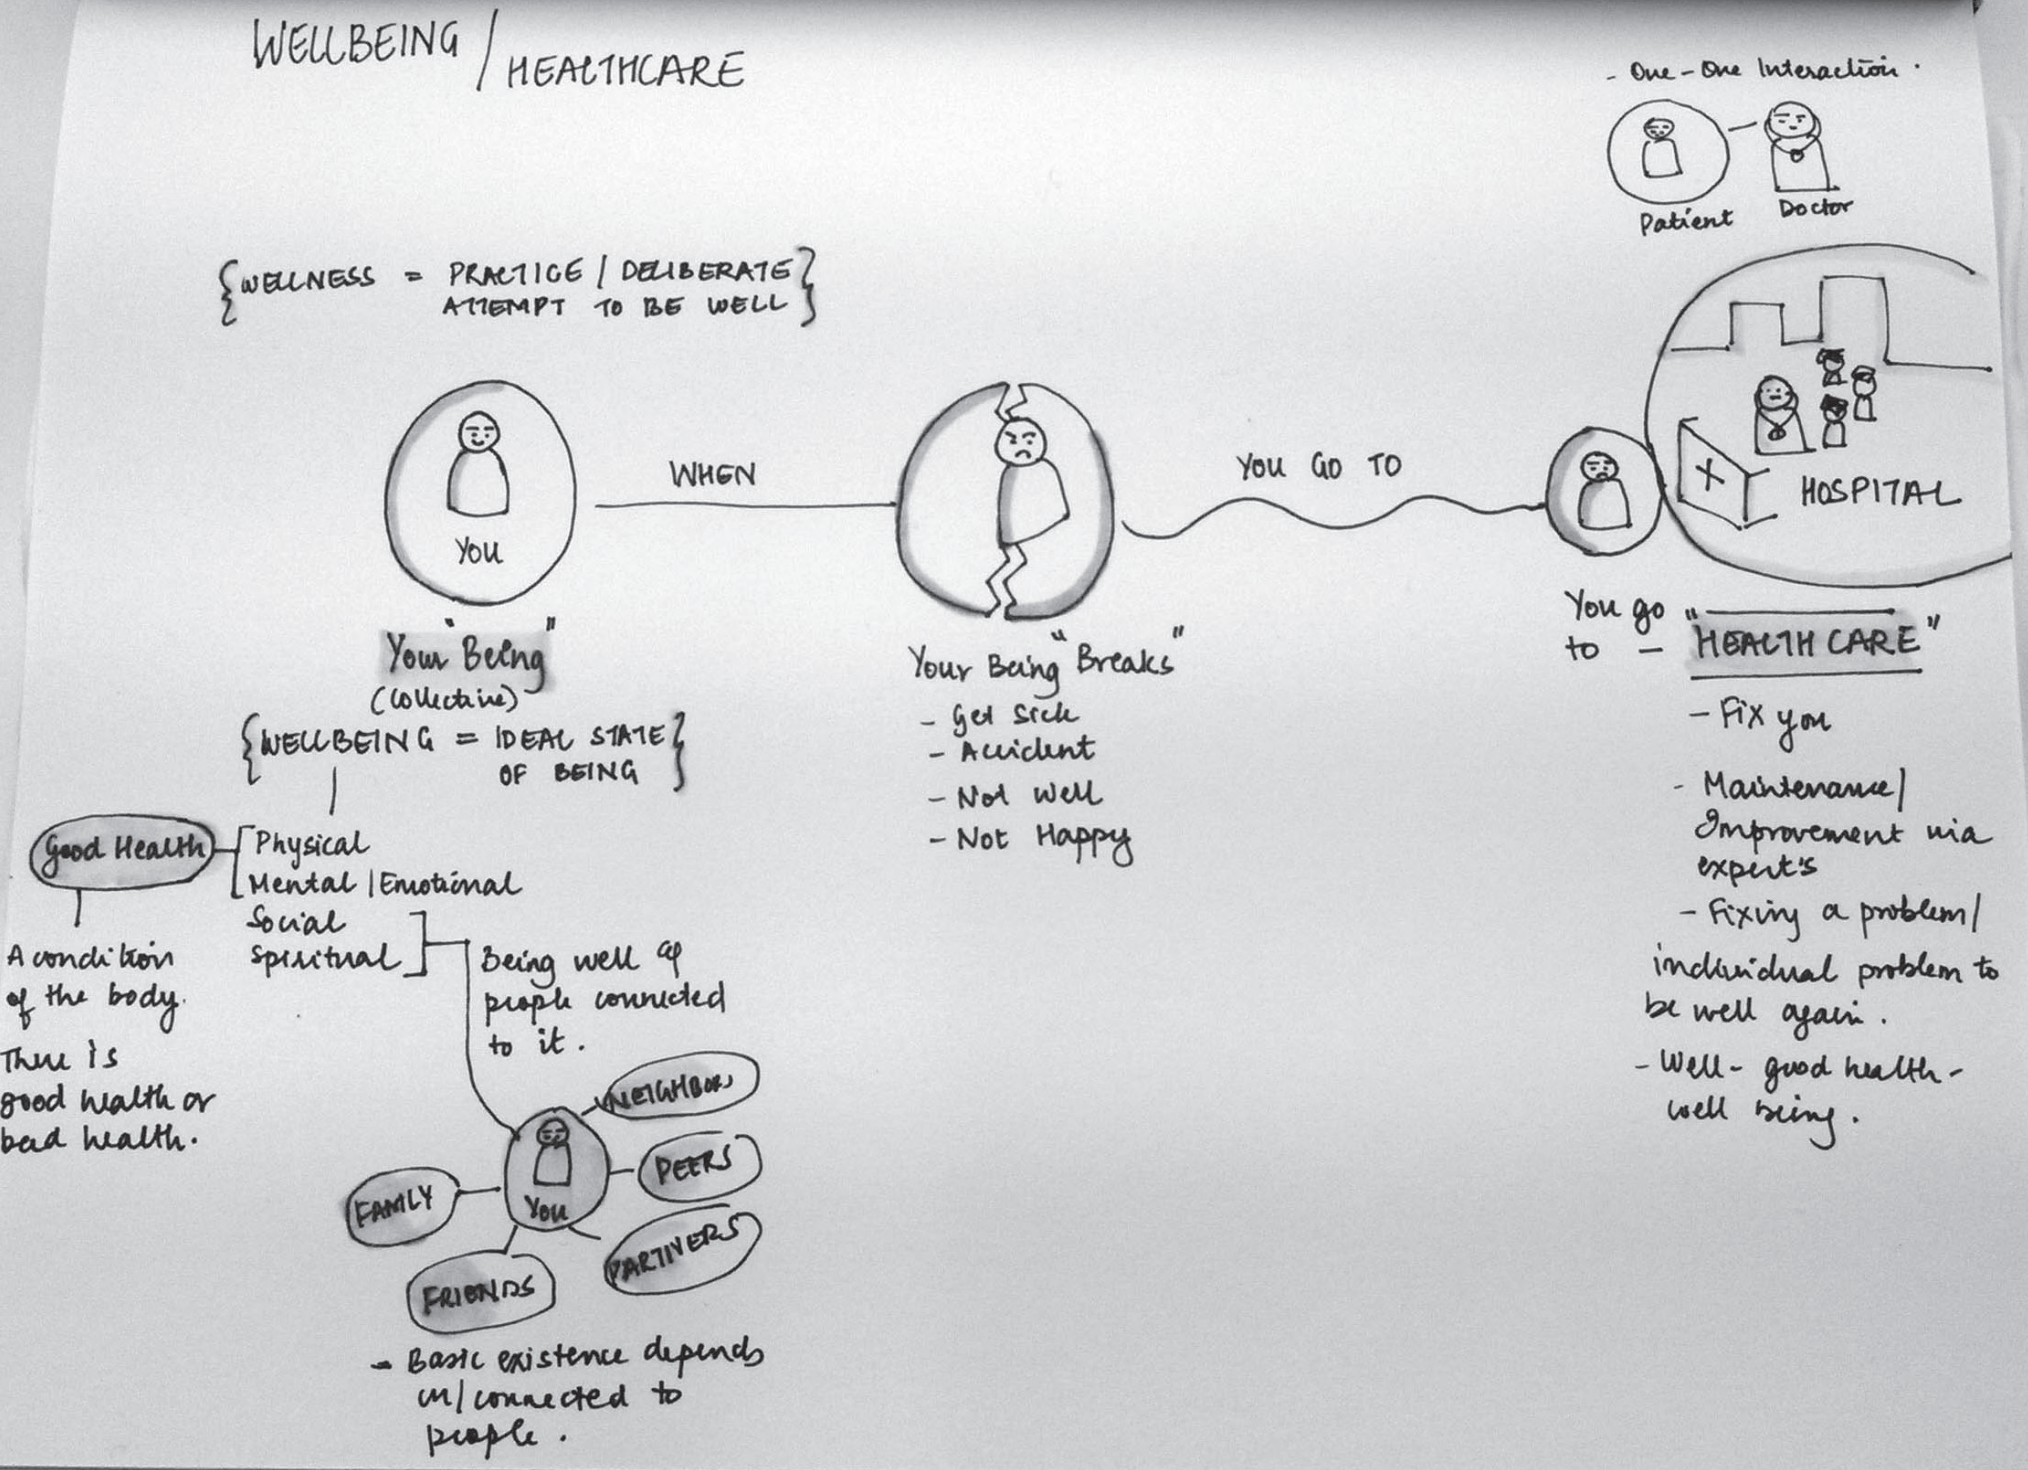 WELLBEING /
HEALTHCARE
- One-One Interaction.
Patient
Doctor
{WELLNESS = PRACTICE / DELIBERATE
ATTEMPT TO BE WELL}
YOU
WHEN
YOU GO TO
X
HOSPITAL
Your "Being"
(Collective)
{WELLBEING = IDEAL STATE
OF BEING}
Good Health
Physical
Mental / Emotional
Social
Spiritual
A condition
of the body.
There is
good health or
bad health.
Being well of
people connected
to it.
NEIGHBORS
PEERS
PARTNERS
FRIENDS
FAMILY
You
- Basic existence depends
on/connected to
people.
Your Being "Breaks"
- Get Sick
- Accident
- Not Well
- Not Happy
You go
to - "HEALTH CARE"
- Fix you
- Maintenance/
Improvement via
expert's
- Fixing a problem/
individual problem to
be well again.
- Well - good health -
well being.